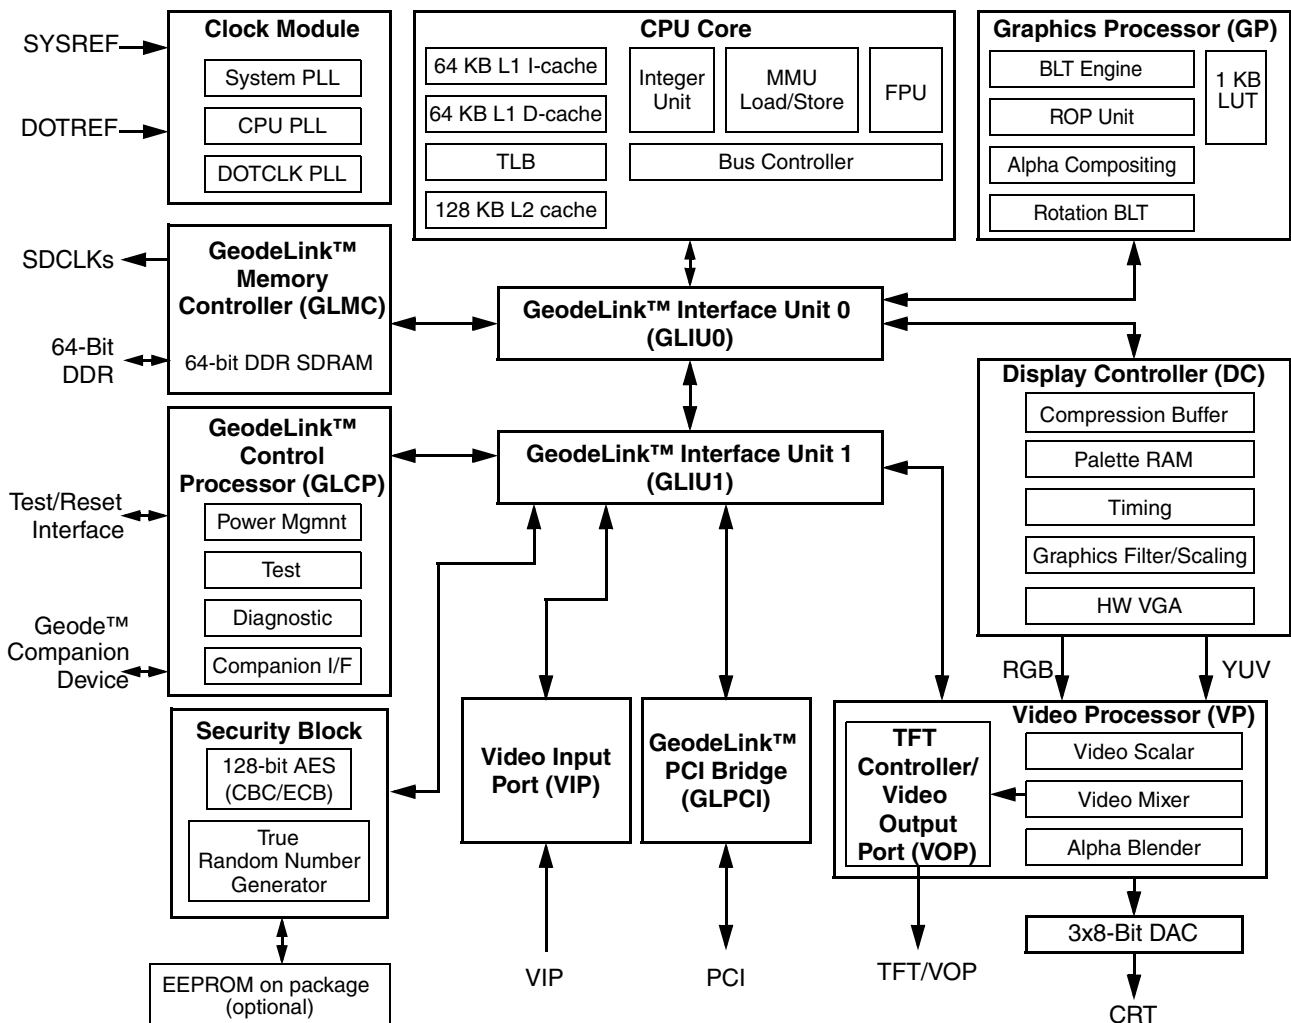 Clock Module
SYSREF
System PLL
DOTREF
CPU PLL
DOTCLK PLL
CPU Core
64 KB L1 I-cache
64 KB L1 D-cache
TLB
128 KB L2 cache
Integer
Unit
MMU
Load/Store
FPU
Bus Controller
Graphics Processor (GP)
BLT Engine
ROP Unit
Alpha Compositing
Rotation BLT
1 KB
LUT
SDCLKs
GeodeLink™
Memory
Controller (GLMC)
64-Bit
DDR
64-bit DDR SDRAM
GeodeLink™ Interface Unit 0
(GLIU0)
GeodeLink™ Interface Unit 1
(GLIU1)
Display Controller (DC)
Compression Buffer
Palette RAM
Timing
Graphics Filter/Scaling
HW VGA
GeodeLink™
Control
Processor (GLCP)
Test/Reset
Interface
Power Mgmnt
Test
Diagnostic
Companion I/F
Geode™
Companion
Device
RGB
YUV
Security Block
128-bit AES
(CBC/ECB)
True
Random Number
Generator
EEPROM on package
(optional)
Video Input
Port (VIP)
VIP
GeodeLink™
PCI Bridge
(GLPCI)
PCI
Video Processor (VP)
TFT
Controller/
Video
Output
Port (VOP)
Video Scalar
Video Mixer
Alpha Blender
TFT/VOP
3x8-Bit DAC
CRT